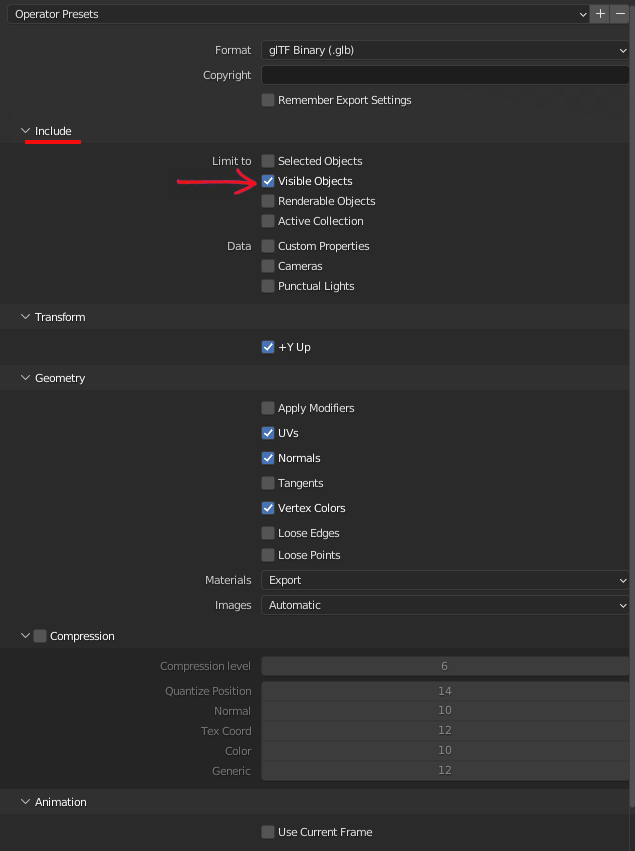 Operator Presets
Format glTF Binary (.glb)
Copyright
Remember Export Settings
Include
Limit to Selected Objects
Visible Objects
Renderable Objects
Active Collection
Data Custom Properties
Cameras
Punctual Lights
Transform
+Y Up
Geometry
Apply Modifiers
UVs
Normals
Tangents
Vertex Colors
Loose Edges
Loose Points
Materials Export
Images Automatic
Compression
Compression level 6
Quantize Position 14
Normal 10
Tex Coord 12
Color 10
Generic 12
Animation
Use Current Frame